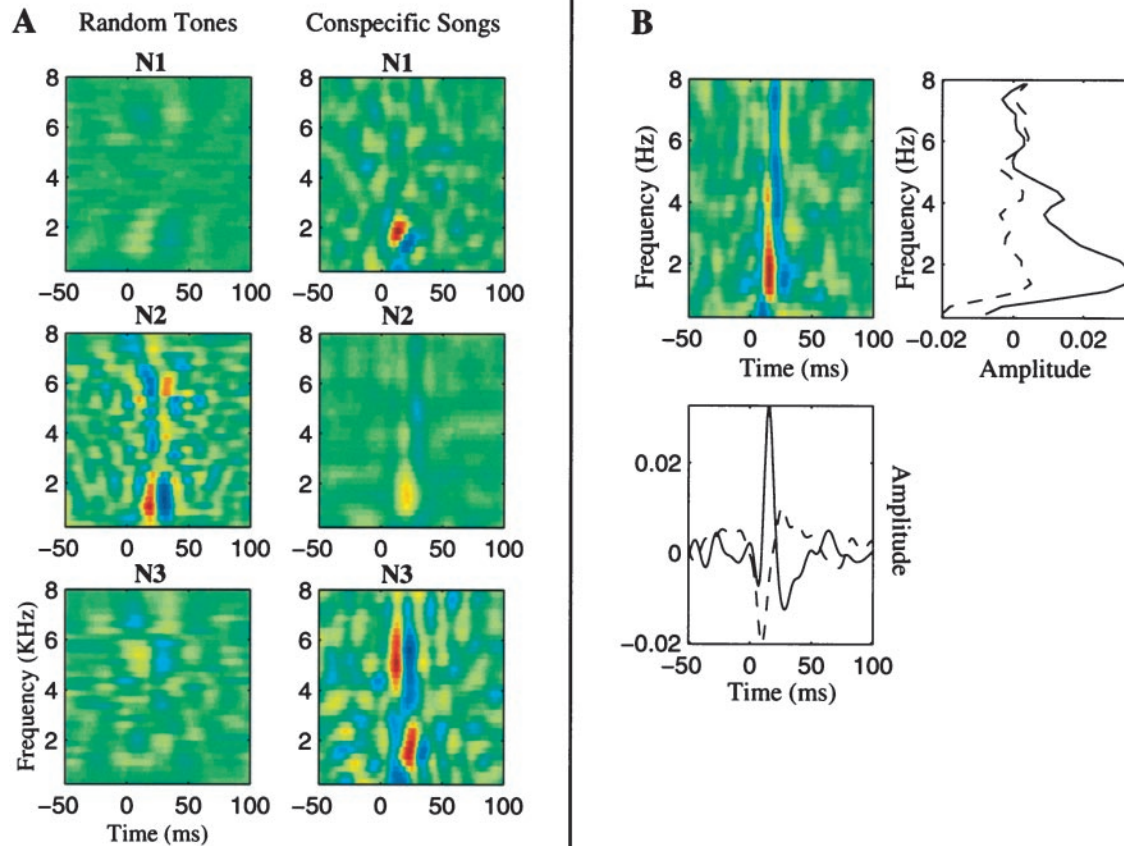 A
Random Tones
Conspecific Songs
N1
8
6
4
2
-50 0 50 100
8
6
4
2
-50 0 50 100
N1
N2
8
6
4
2
-50 0 50 100
N2
8
6
4
2
-50 0 50 100
N3
Frequency (KHz)
8
6
4
2
-50 0 50 100
Time (ms)
N3
8
6
4
2
-50 0 50 100
B
Frequency (Hz)
8
6
4
2
-50 0 50 100
Time (ms)
Frequency (Hz)
8
6
4
2
-0.02 0 0.02
Amplitude
0.02
0
-0.02
-50 0 50 100
Time (ms)
Amplitude